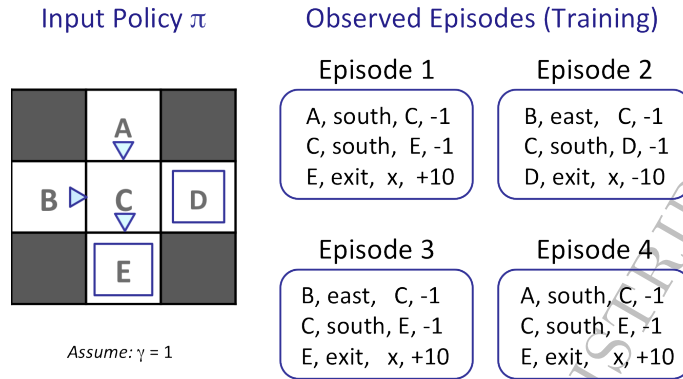 Input Policy π
Observed Episodes (Training)
A
B
C
D
E
Assume: γ = 1
Episode 1
A, south, C, -1
C, south, E, -1
E, exit, x, +10
Episode 2
B, east, C, -1
C, south, D, -1
D, exit, x, -10
Episode 3
B, east, C, -1
C, south, E, -1
E, exit, x, +10
Episode 4
A, south, C, -1
C, south, E, -1
E, exit, x, +10